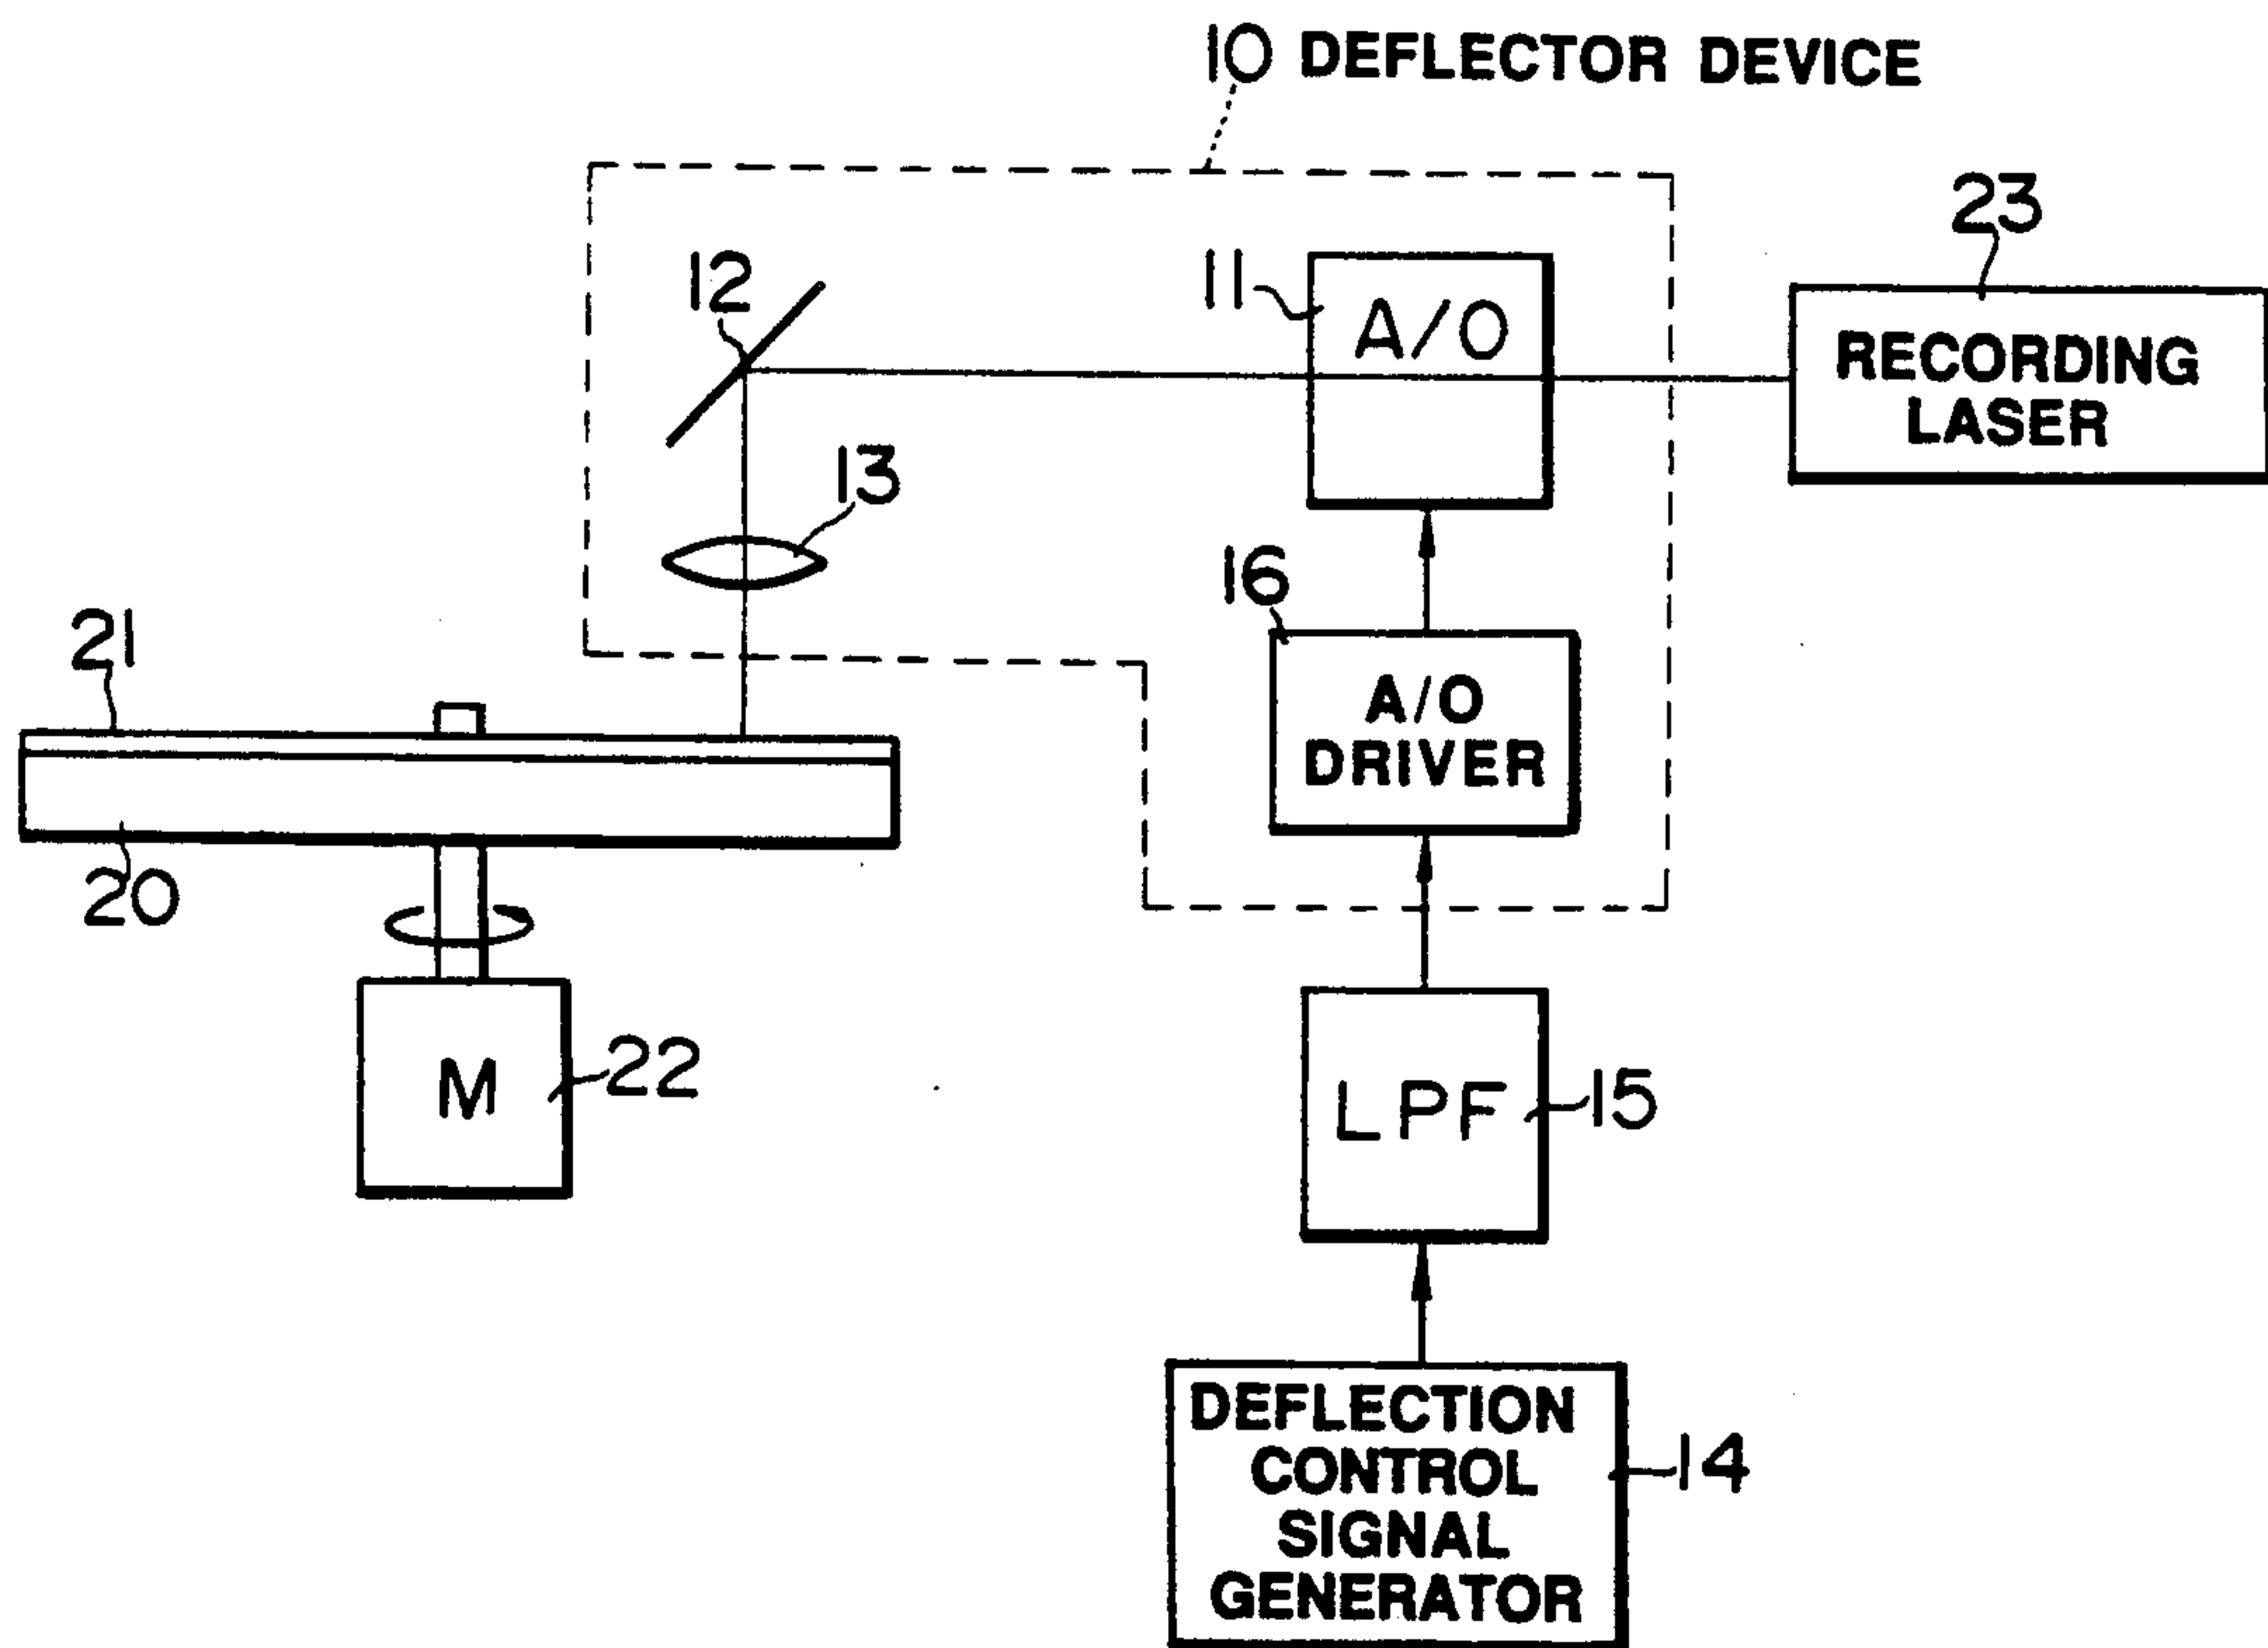 10 DEFLECTOR DEVICE
23
12
11
A/O
RECORDING
LASER
13
16
21
A/O
DRIVER
20
M
22
LPF
15
DEFLECTION
CONTROL
SIGNAL
GENERATOR
14